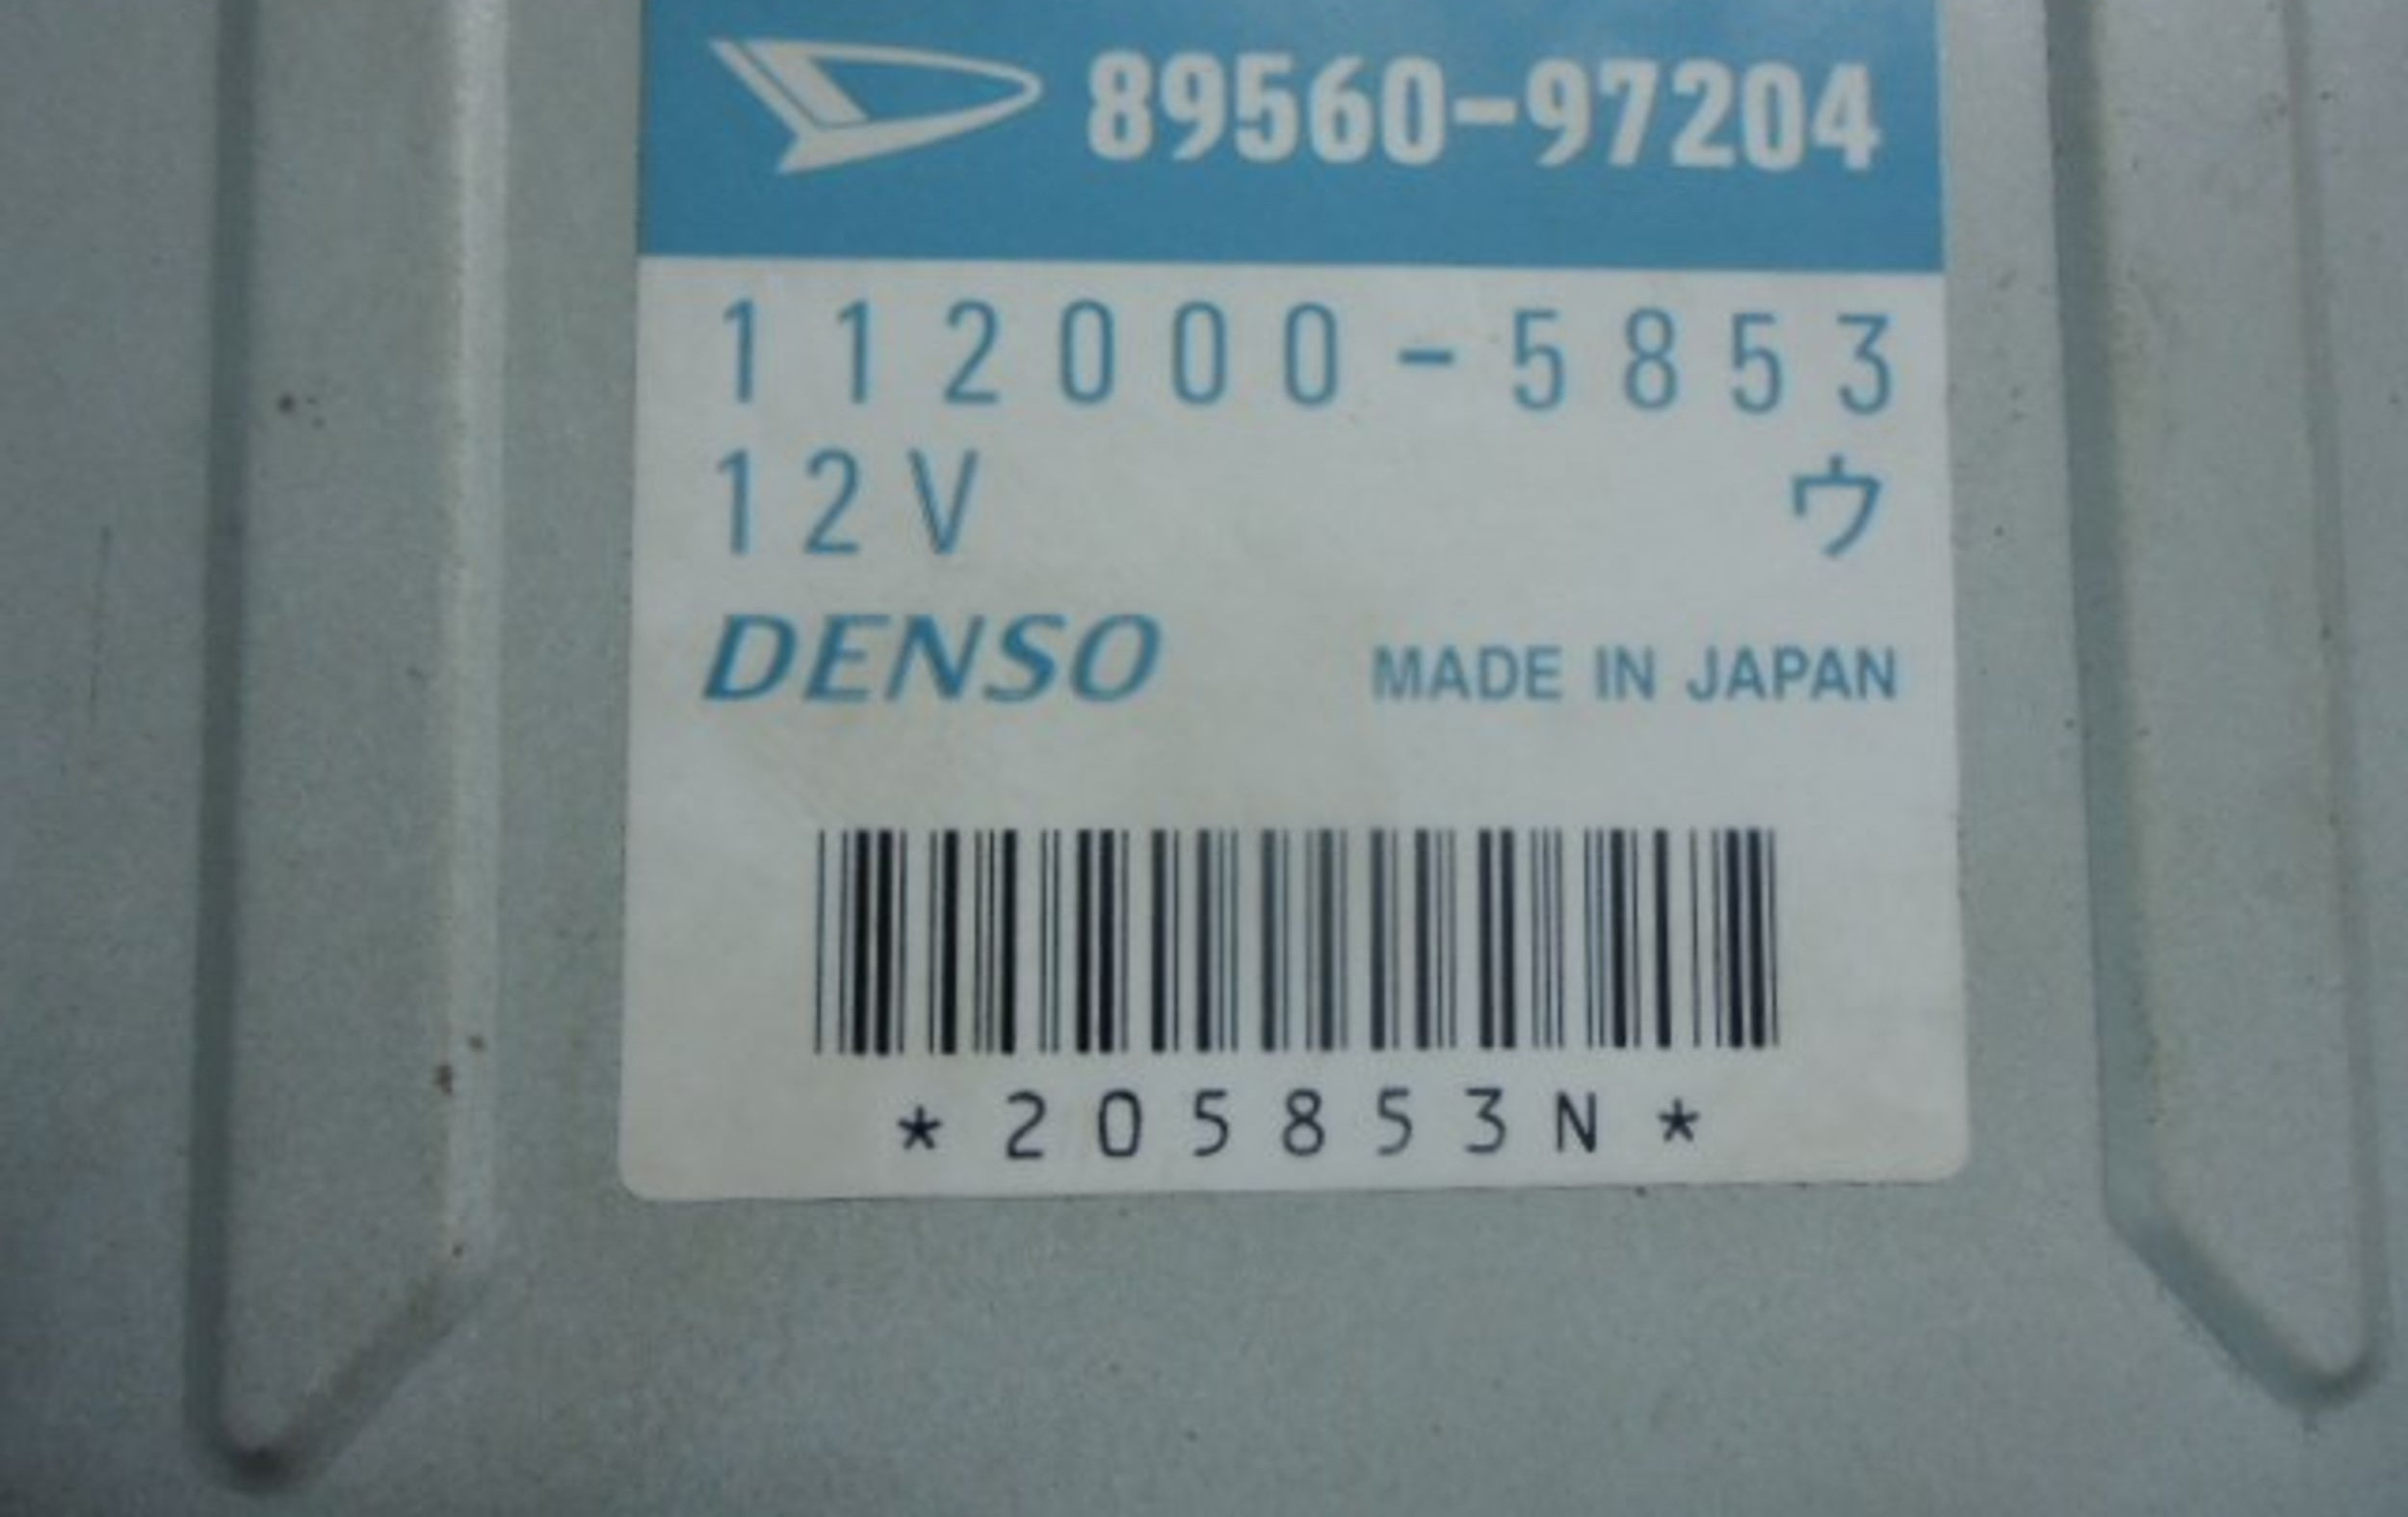 89560-97204
112000-5853
12V ウ
DENSO MADE IN JAPAN
*205853N*